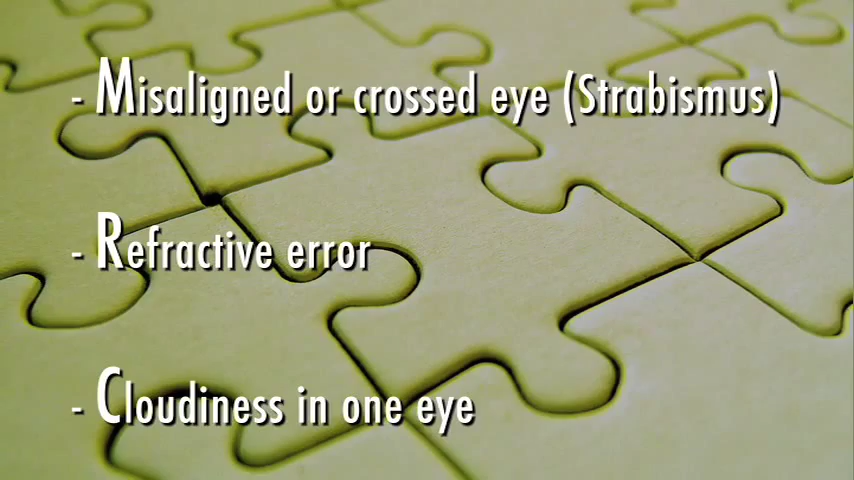 - Misaligned or crossed eye (Strabismus)
- Refractive error
- Cloudiness in one eye